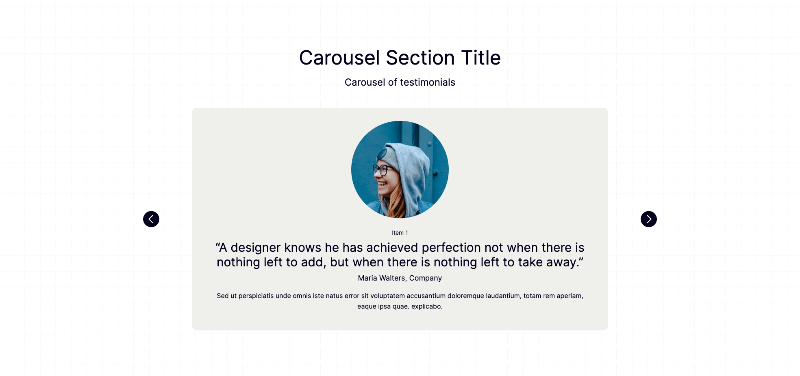 Carousel Section Title
Carousel of testimonials
Item 1
“A designer knows he has achieved perfection not when there is
nothing left to add, but when there is nothing left to take away.”
Maria Walters, Company
Sed ut perspiciatis unde omnis iste natus error sit voluptatem accusantium doloremque laudantium, totam rem aperiam,
eaque ipsa quae. explicabo.